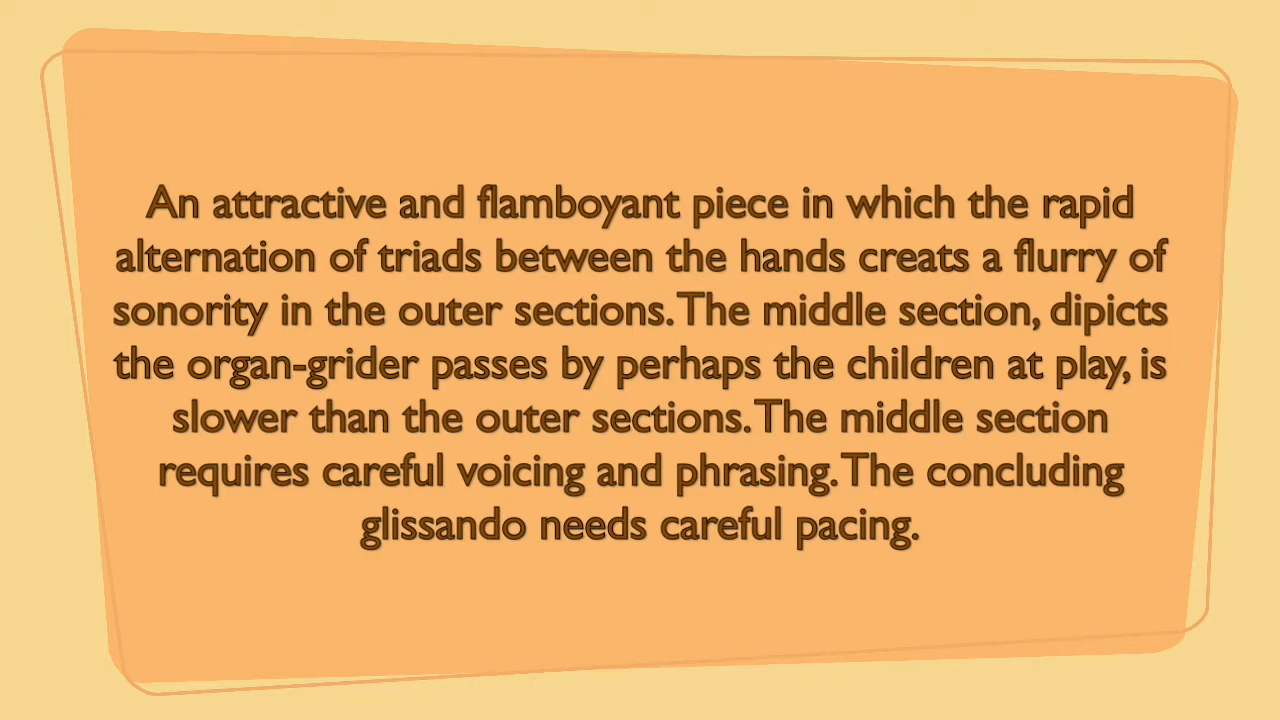 An attractive and flamboyant piece in which the rapid
alternation of triads between the hands creats a flurry of
sonority in the outer sections. The middle section, dipicts
the organ-grider passes by perhaps the children at play, is
slower than the outer sections. The middle section
requires careful voicing and phrasing. The concluding
glissando needs careful pacing.